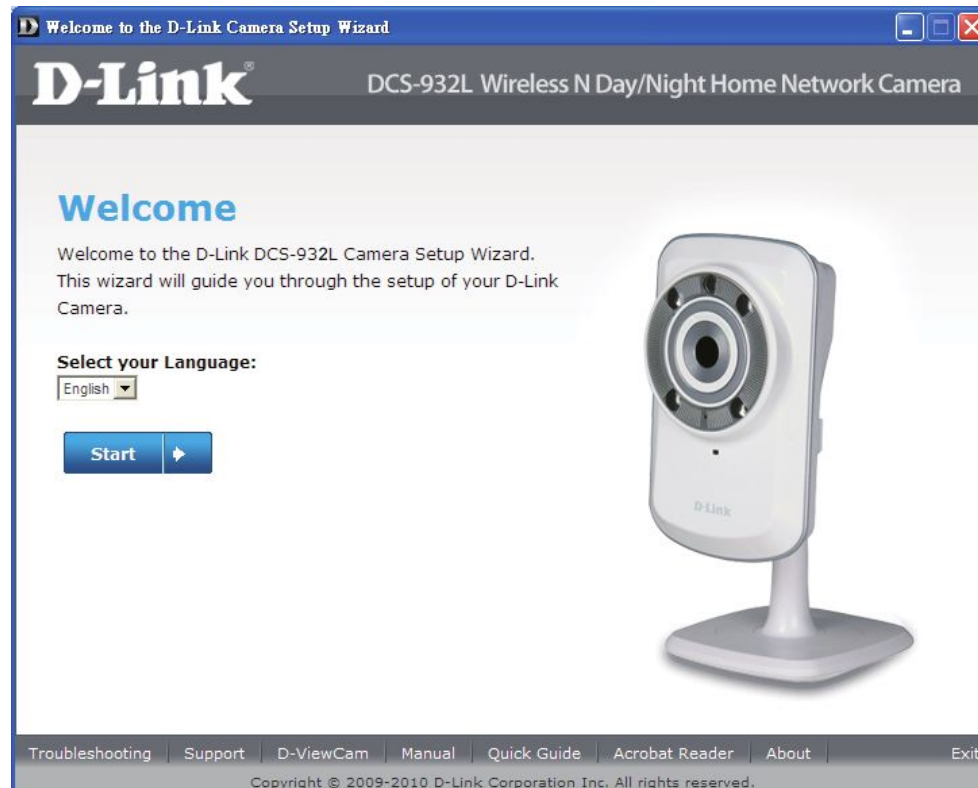 Welcome to the D-Link Camera Setup Wizard
D-Link®
DCS-932L Wireless N Day/Night Home Network Camera
Welcome
Welcome to the D-Link DCS-932L Camera Setup Wizard.
This wizard will guide you through the setup of your D-Link
Camera.
Select your Language:
English
Start
D-Link
Troubleshooting Support D-ViewCam Manual Quick Guide Acrobat Reader About Exit
Copyright © 2009-2010 D-Link Corporation Inc. All rights reserved.